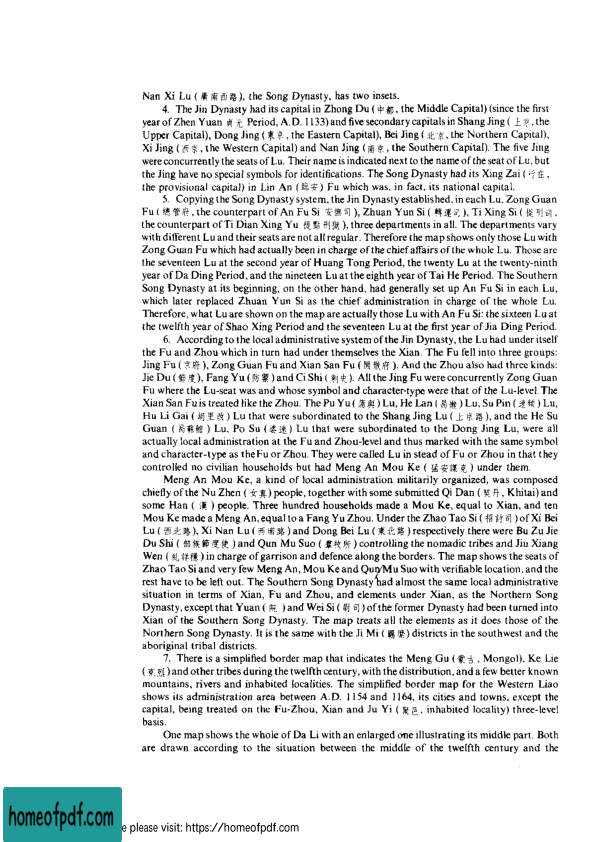 Nan Xi Lu (廣南西路), the Song Dynasty, has two insets.
4. The Jin Dynasty had its capital in Zhong Du (中都, the Middle Capital) (since the first
year of Zhen Yuan 貞元 Period, A.D. 1133) and five secondary capitals in Shang Jing (上京, the
Upper Capital), Dong Jing (東京, the Eastern Capital), Bei Jing (北京, the Northern Capital),
Xi Jing (西京, the Western Capital) and Nan Jing (南京, the Southern Capital). The five Jing
were concurrently the seats of Lu. Their name is indicated next to the name of the seat of Lu, but
the Jing have no special symbols for identifications. The Song Dynasty had its Xing Zai (行在,
the provisional capital) in Lin An (臨安) Fu which was, in fact, its national capital.
5. Copying the Song Dynasty system, the Jin Dynasty established, in each Lu, Zong Guan
Fu (總管府, the counterpart of An Fu Si 安撫司), Zhuan Yun Si (轉運司), Ti Xing Si (提刑司,
the counterpart of Ti Dian Xing Yu 提點刑獄), three departments in all. The departments vary
with different Lu and their seats are not all regular. Therefore the map shows only those Lu with
Zong Guan Fu which had actually been in charge of the chief affairs of the whole Lu. Those are
the seventeen Lu at the second year of Huang Tong Period, the twenty Lu at the twenty-ninth
year of Da Ding Period, and the nineteen Lu at the eighth year of Tai He Period. The Southern
Song Dynasty at its beginning, on the other hand, had generally set up An Fu Si in each Lu,
which later replaced Zhuan Yun Si as the chief administration in charge of the whole Lu.
Therefore, what Lu are shown on the map are actually those Lu with An Fu Si: the sixteen Lu at
the twelfth year of Shao Xing Period and the seventeen Lu at the first year of Jia Ding Period.
6. According to the local administrative system of the Jin Dynasty, the Lu had under itself
the Fu and Zhou which in turn had under themselves the Xian. The Fu fell into three groups:
Jing Fu (京府), Zong Guan Fu and Xian San Fu (閑散府). And the Zhou also had three kinds:
Jie Du (節度), Fang Yu (防禦) and Ci Shi (刺史). All the Jing Fu were concurrently Zong Guan
Fu where the Lu-seat was and whose symbol and character-type were that of the Lu-level. The
Xian San Fu is treated like the Zhou. The Pu Yu (蒲與) Lu, He Lan (曷懶) Lu, Su Pin (速頻) Lu,
Hu Li Gai (胡里改) Lu that were subordinated to the Shang Jing Lu (上京路), and the He Su
Guan (曷蘇館) Lu, Po Su (婆速) Lu that were subordinated to the Dong Jing Lu, were all
actually local administration at the Fu and Zhou-level and thus marked with the same symbol
and character-type as the Fu or Zhou. They were called Lu in stead of Fu or Zhou in that they
controlled no civilian households but had Meng An Mou Ke (猛安謀克) under them.
Meng An Mou Ke, a kind of local administration militarily organized, was composed
chiefly of the Nu Zhen (女真) people, together with some submitted Qi Dan (契丹, Khitai) and
some Han (漢) people. Three hundred households made a Mou Ke, equal to Xian, and ten
Mou Ke made a Meng An, equal to a Fang Yu Zhou. Under the Zhao Tao Si (招討司) of Xi Bei
Lu (西北路), Xi Nan Lu (西南路) and Dong Bei Lu (東北路) respectively there were Bu Zu Jie
Du Shi (部族節度使) and Qun Mu Suo (羣牧所) controlling the nomadic tribes and Jiu Xiang
Wen (乣詳穩) in charge of garrison and defence along the borders. The map shows the seats of
Zhao Tao Si and very few Meng An, Mou Ke and Qun Mu Suo with verifiable location, and the
rest have to be left out. The Southern Song Dynasty had almost the same local administrative
situation in terms of Xian, Fu and Zhou, and elements under Xian, as the Northern Song
Dynasty, except that Yuan (院) and Wei Si (尉司) of the former Dynasty had been turned into
Xian of the Southern Song Dynasty. The map treats all the elements as it does those of the
Northern Song Dynasty. It is the same with the Ji Mi (羈縻) districts in the southwest and the
aboriginal tribal districts.
7. There is a simplified border map that indicates the Meng Gu (蒙古, Mongol), Ke Lie
(克烈) and other tribes during the twelfth century, with the distribution, and a few better known
mountains, rivers and inhabited localities. The simplified border map for the Western Liao
shows its administration area between A.D. 1154 and 1164, its cities and towns, except the
capital, being treated on the Fu-Zhou, Xian and Ju Yi (聚邑, inhabited locality) three-level
basis.
One map shows the whole of Da Li with an enlarged one illustrating its middle part. Both
are drawn according to the situation between the middle of the twelfth century and the
homeofpdf.com
e please visit: https://homeofpdf.com